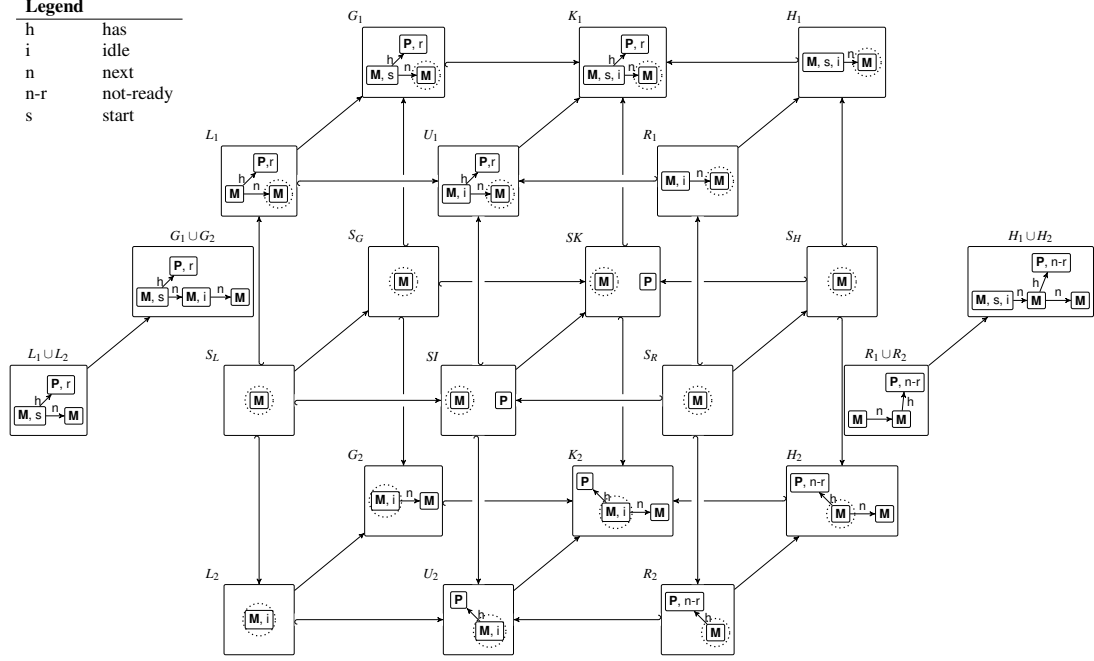 Legend
h has
i idle
n next
n-r not-ready
s start
G1 K1 H1
P, r P, r
h h
M, s n M M, s, i n M M, s, i n M
L1 U1 R1
P,r P, r
h h
M n M M, i n M M, i n M
G1 ∪ G2 SG SK SH H1 ∪ H2
P, r P, n-r
h h
M, s n M, i n M M M P M M, s, i n M n M
L1 ∪ L2 SL SI SR R1 ∪ R2
P, r P, n-r
h h
M, s n M M M P M M n M
G2 K2 H2
P P, n-r
h h
M, i n M M, i n M M n M
L2 U2 R2
P P, n-r
h h
M, i M, i M